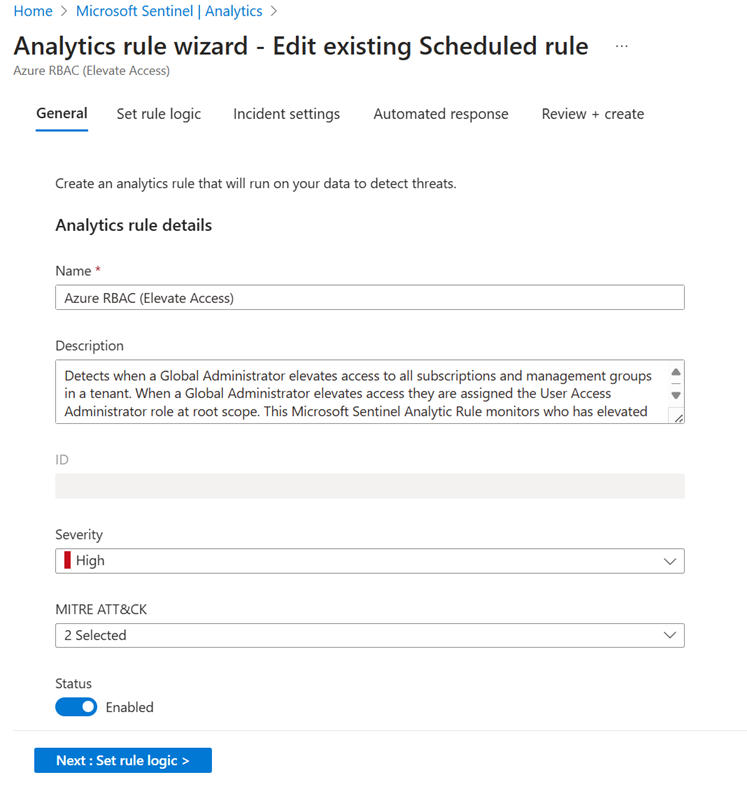 Home > Microsoft Sentinel | Analytics >
Analytics rule wizard - Edit existing Scheduled rule ...
Azure RBAC (Elevate Access)
General Set rule logic Incident settings Automated response Review + create
Create an analytics rule that will run on your data to detect threats.
Analytics rule details
Name *
Azure RBAC (Elevate Access)
Description
Detects when a Global Administrator elevates access to all subscriptions and management groups
in a tenant. When a Global Administrator elevates access they are assigned the User Access
Administrator role at root scope. This Microsoft Sentinel Analytic Rule monitors who has elevated
ID
Severity
High
MITRE ATT&CK
2 Selected
Status
Enabled
Next : Set rule logic >